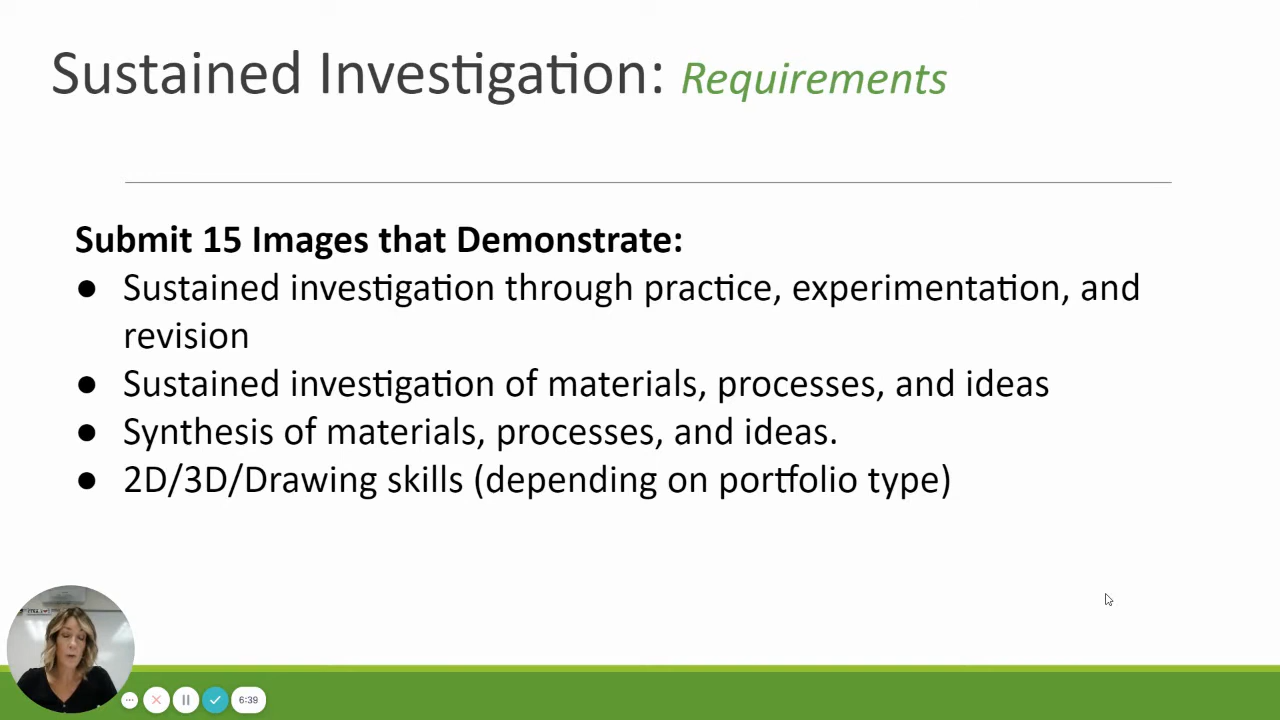 Sustained Investigation: Requirements
Submit 15 Images that Demonstrate:
● Sustained investigation through practice, experimentation, and
revision
● Sustained investigation of materials, processes, and ideas
● Synthesis of materials, processes, and ideas.
● 2D/3D/Drawing skills (depending on portfolio type)
6:39